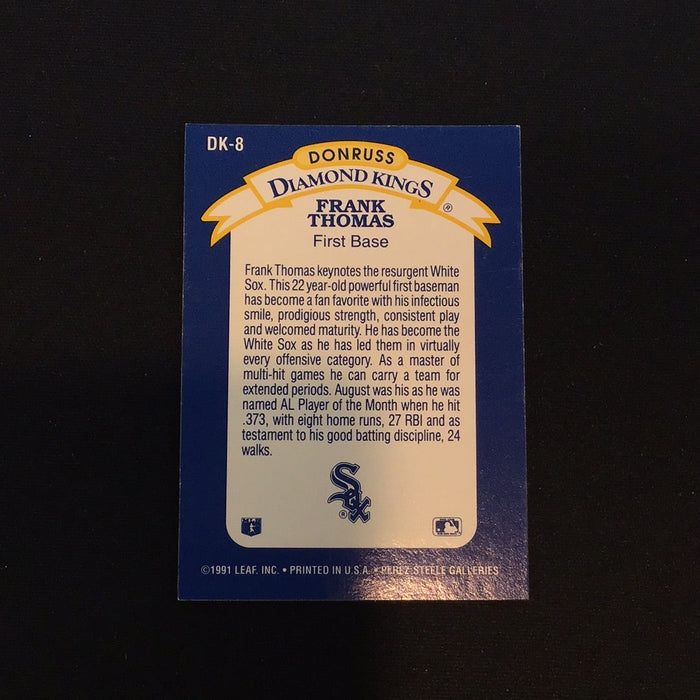 DK-8
DONRUSS
DIAMOND KINGS
®
FRANK
THOMAS
First Base
Frank Thomas keynotes the resurgent White
Sox. This 22 year-old powerful first baseman
has become a fan favorite with his infectious
smile, prodigious strength, consistent play
and welcomed maturity. He has become the
White Sox as he has led them in virtually
every offensive category. As a master of
multi-hit games he can carry a team for
extended periods. August was his as he was
named AL Player of the Month when he hit
.373, with eight home runs, 27 RBI and as
testament to his good batting discipline, 24
walks.
Sox
®
©1991 LEAF, INC. • PRINTED IN U.S.A. • PEREZ-STEELE GALLERIES